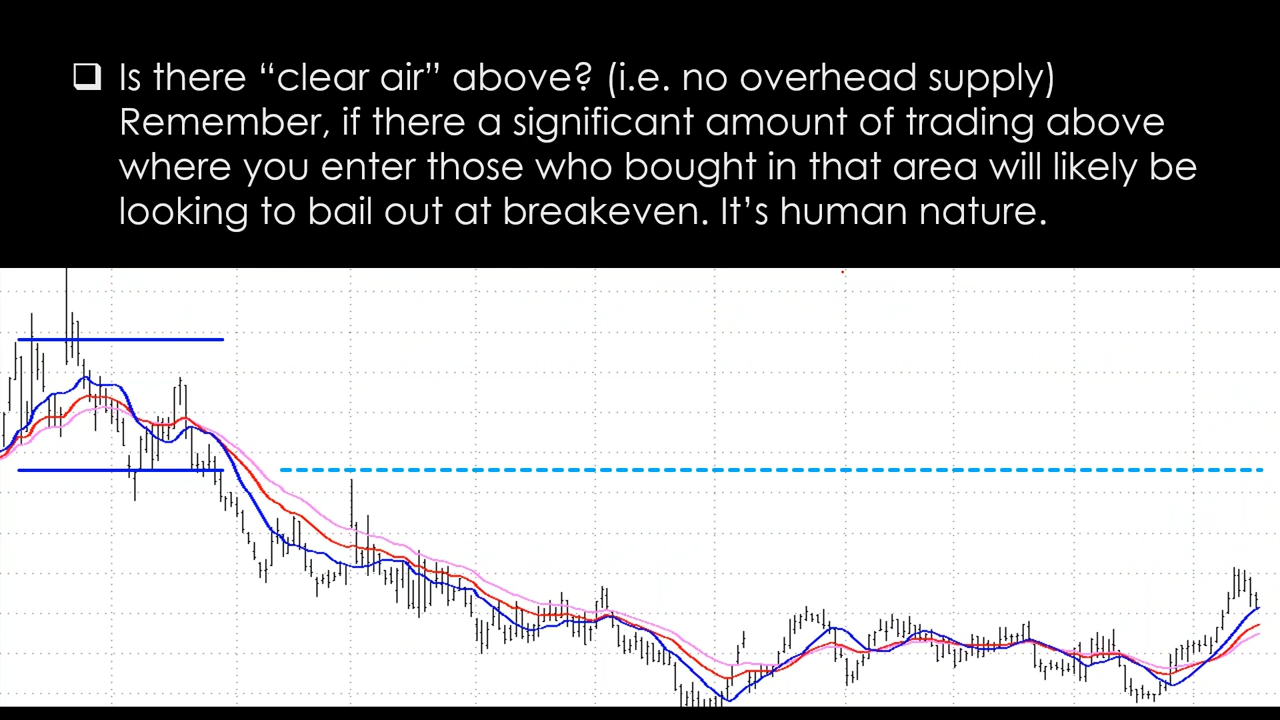 ❑ Is there “clear air” above? (i.e. no overhead supply)
Remember, if there a significant amount of trading above
where you enter those who bought in that area will likely be
looking to bail out at breakeven. It’s human nature.